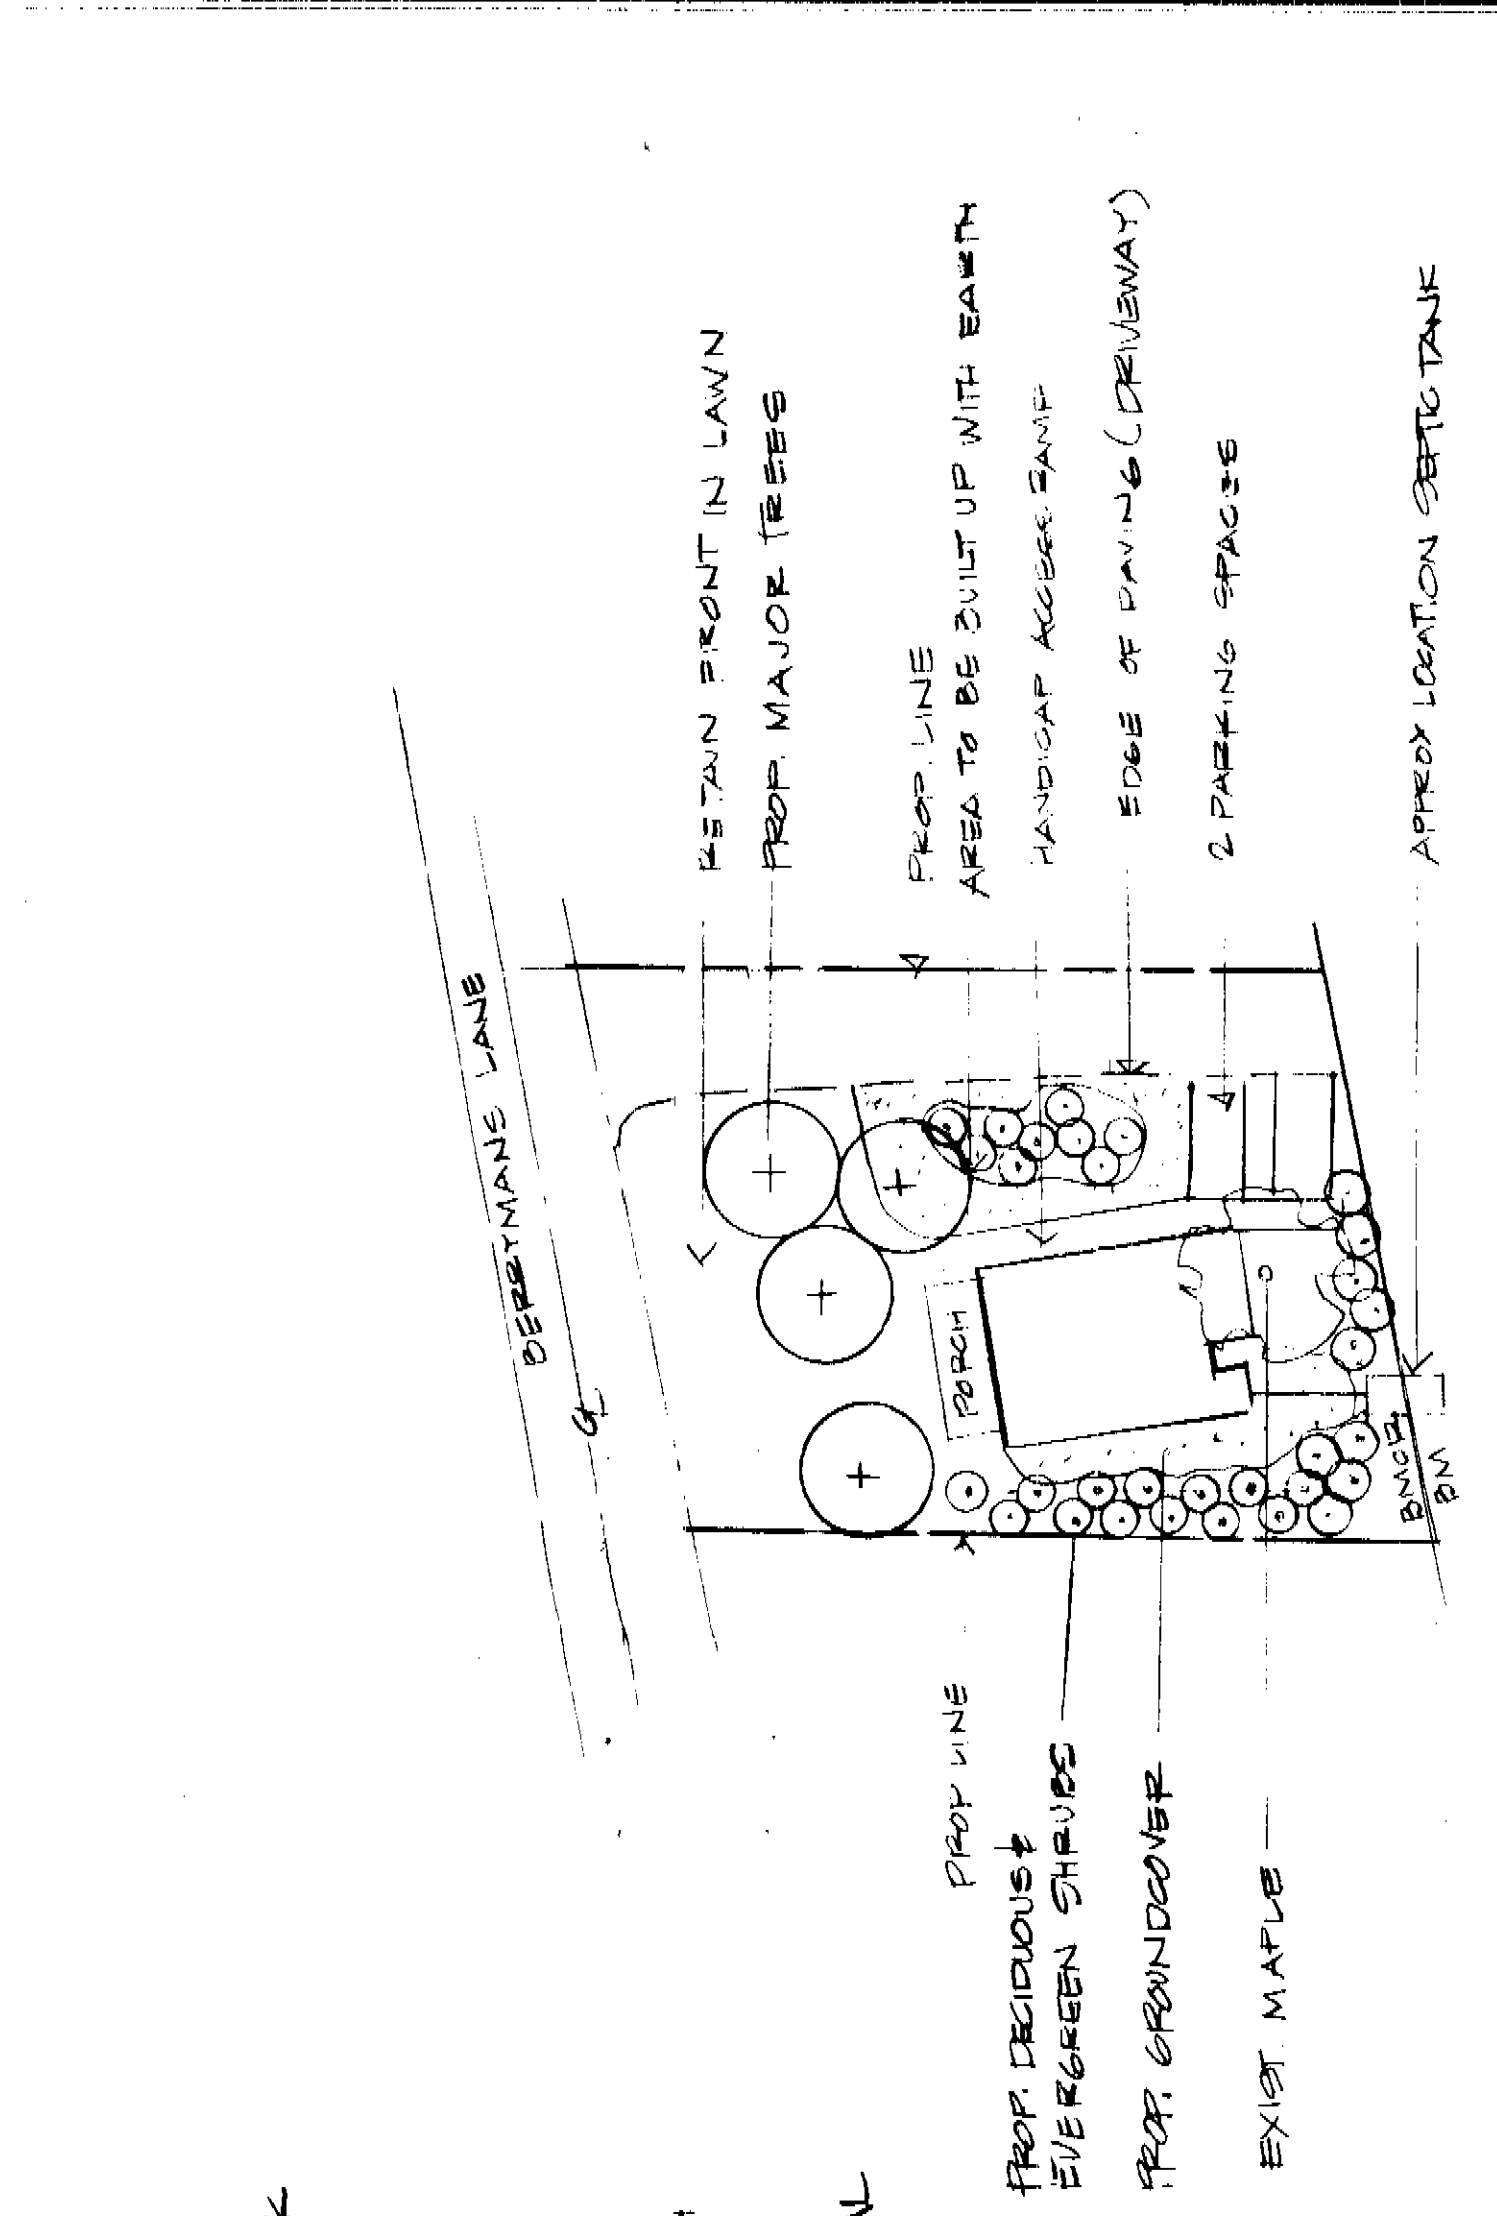 BERRYMANS LANE
RETAIN FRONT IN LAWN
PROP. MAJOR TREES
PROP. LINE
AREA TO BE BUILT UP WITH EARTH
HANDICAP ACCESS RAMP
EDGE OF PAVING (DRIVEWAY)
2 PARKING SPACES
APPROX LOCATION SEPTIC TANK
PORCH
BMCR
BM
PROP LINE
PROP. DECIDUOUS &
EVERGREEN SHRUBS
PROP. GROUNDCOVER
EXIST. MAPLE